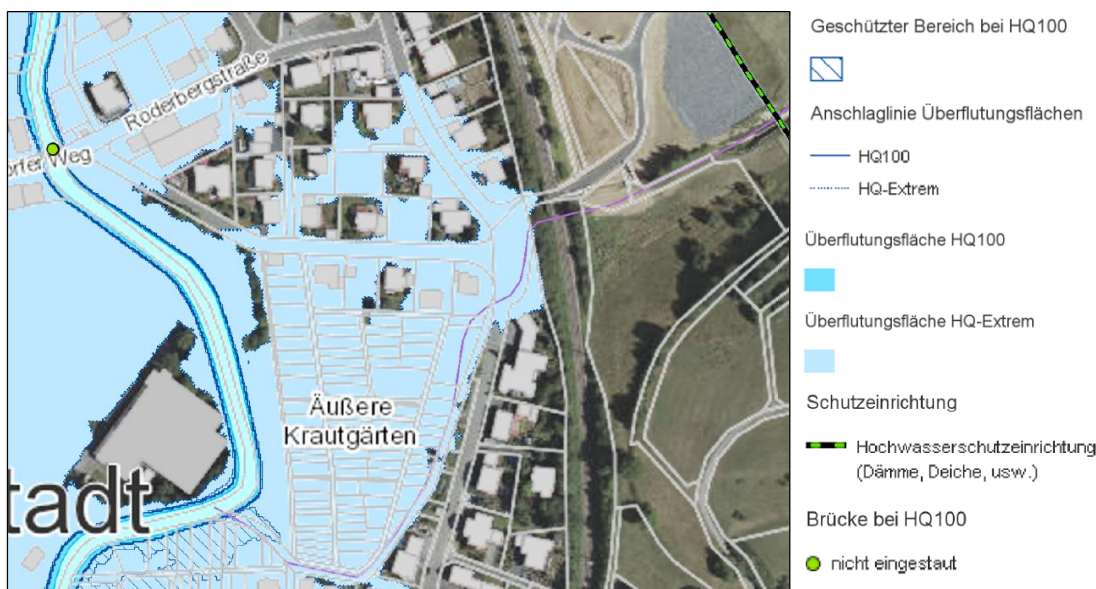 Röderbergstraße
orfer Weg
Äußere
Krautgärten
tadt
Geschützter Bereich bei HQ100
Anschlaglinie Überflutungsflächen
HQ100
HQ-Extrem
Überflutungsfläche HQ100
Überflutungsfläche HQ-Extrem
Schutzeinrichtung
Hochwasserschutzeinrichtung
(Dämme, Deiche, usw.)
Brücke bei HQ100
nicht eingestaut